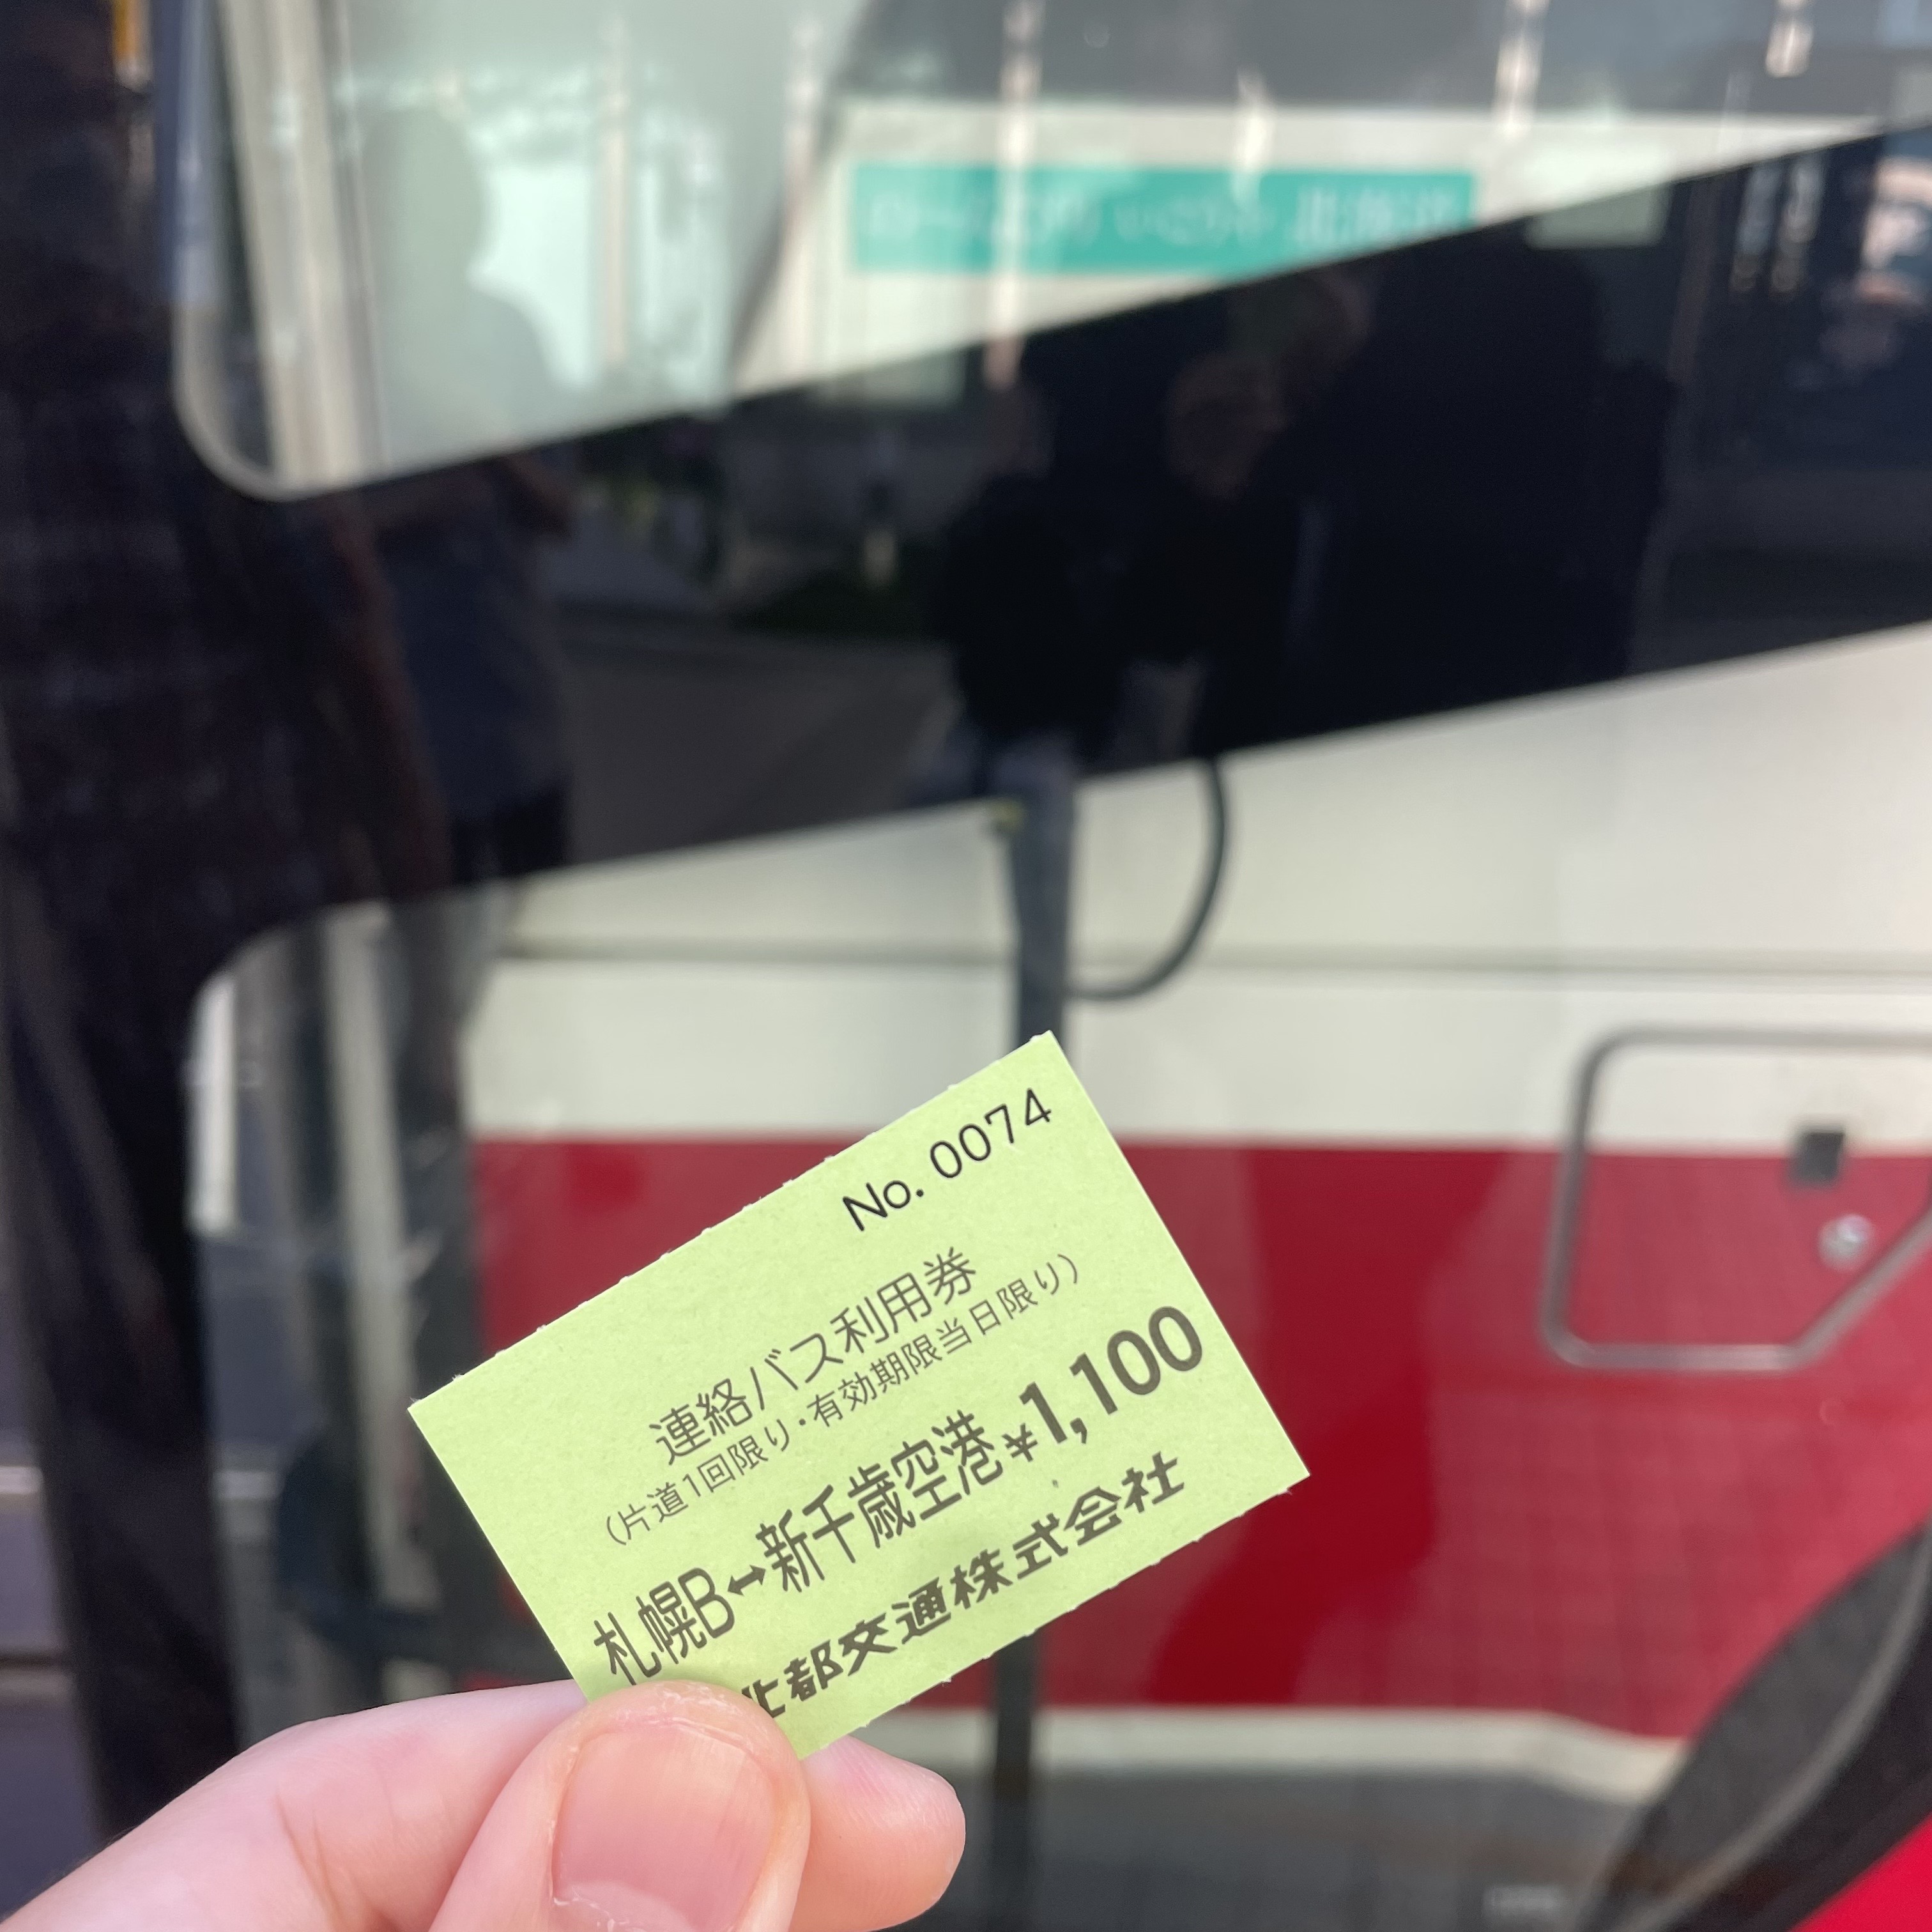 No. 0074
連絡バス利用券
(片道1回限り・有効期限当日限り)
札幌B↔新千歳空港¥1,100
北都交通株式会社